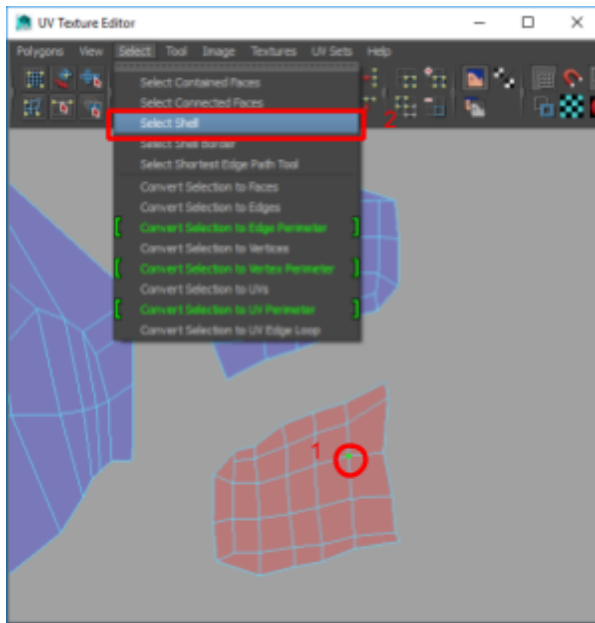 UV Texture Editor
Polygons View Select Tool Image Textures UV Sets Help
Select Contained Faces
Select Connected Faces
Select Shell
2
Select Shell Border
Select Shortest Edge Path Tool
Convert Selection to Faces
Convert Selection to Edges
[ Convert Selection to Edge Perimeter ]
Convert Selection to Vertices
[ Convert Selection to Vertex Perimeter ]
Convert Selection to UVs
[ Convert Selection to UV Perimeter ]
Convert Selection to UV Edge Loop
1